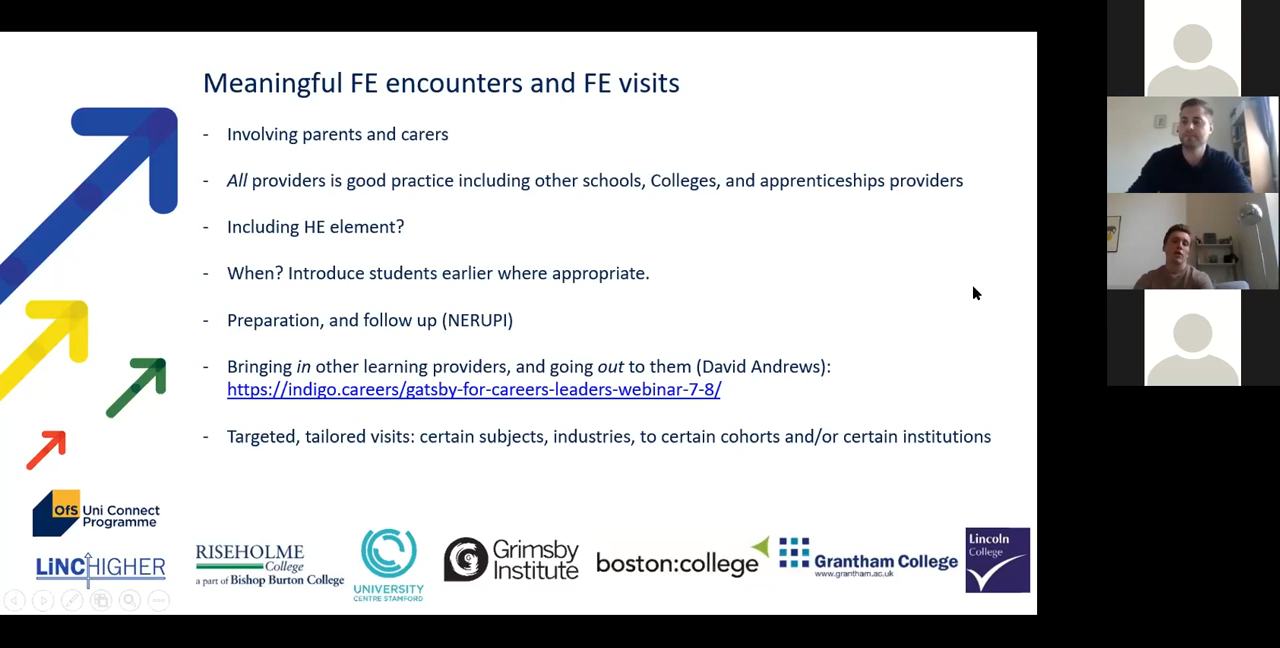 Meaningful FE encounters and FE visits
- Involving parents and carers
- All providers is good practice including other schools, Colleges, and apprenticeships providers
- Including HE element?
- When? Introduce students earlier where appropriate.
- Preparation, and follow up (NERUPI)
- Bringing in other learning providers, and going out to them (David Andrews):
https://indigo.careers/gatsby-for-careers-leaders-webinar-7-8/
- Targeted, tailored visits: certain subjects, industries, to certain cohorts and/or certain institutions
OfS Uni Connect
Programme
LiNCHIGHER
RISEHOLME
College
a part of Bishop Burton College
UNIVERSITY
CENTRE STAMFORD
Grimsby
Institute
boston:college
Grantham College
www.grantham.ac.uk
Lincoln
College